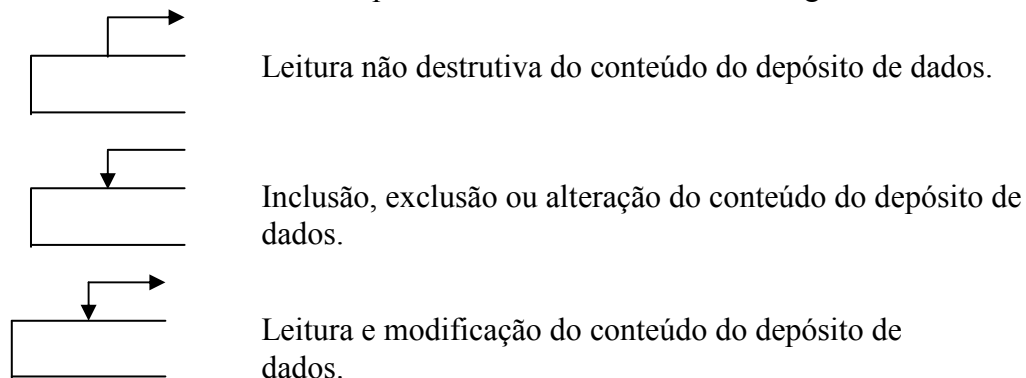 Leitura não destrutiva do conteúdo do depósito de dados.
Inclusão, exclusão ou alteração do conteúdo do depósito de
dados.
Leitura e modificação do conteúdo do depósito de
dados.